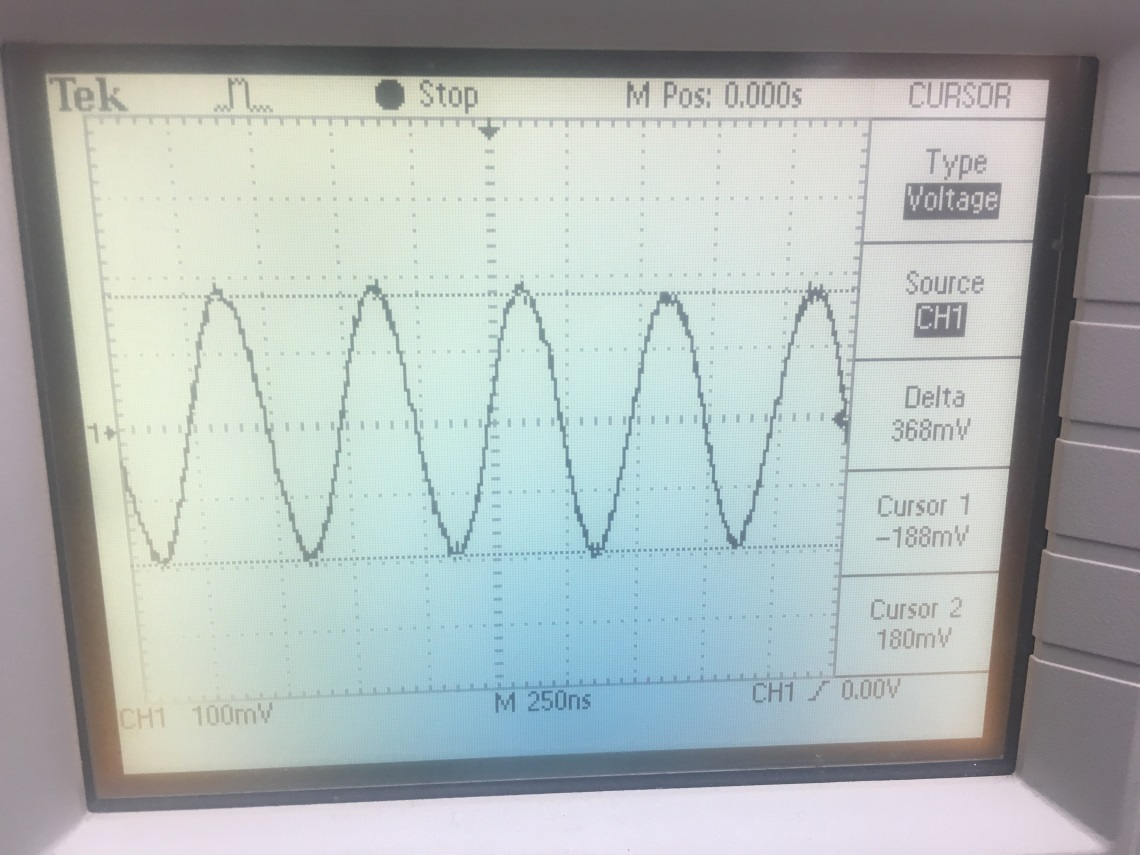 Tek Stop M Pos: 0.000s CURSOR
Type
Voltage
Source
CH1
Delta
368mV
Cursor 1
-188mV
Cursor 2
180mV
1
CH1 100mV M 250ns CH1 0.00V